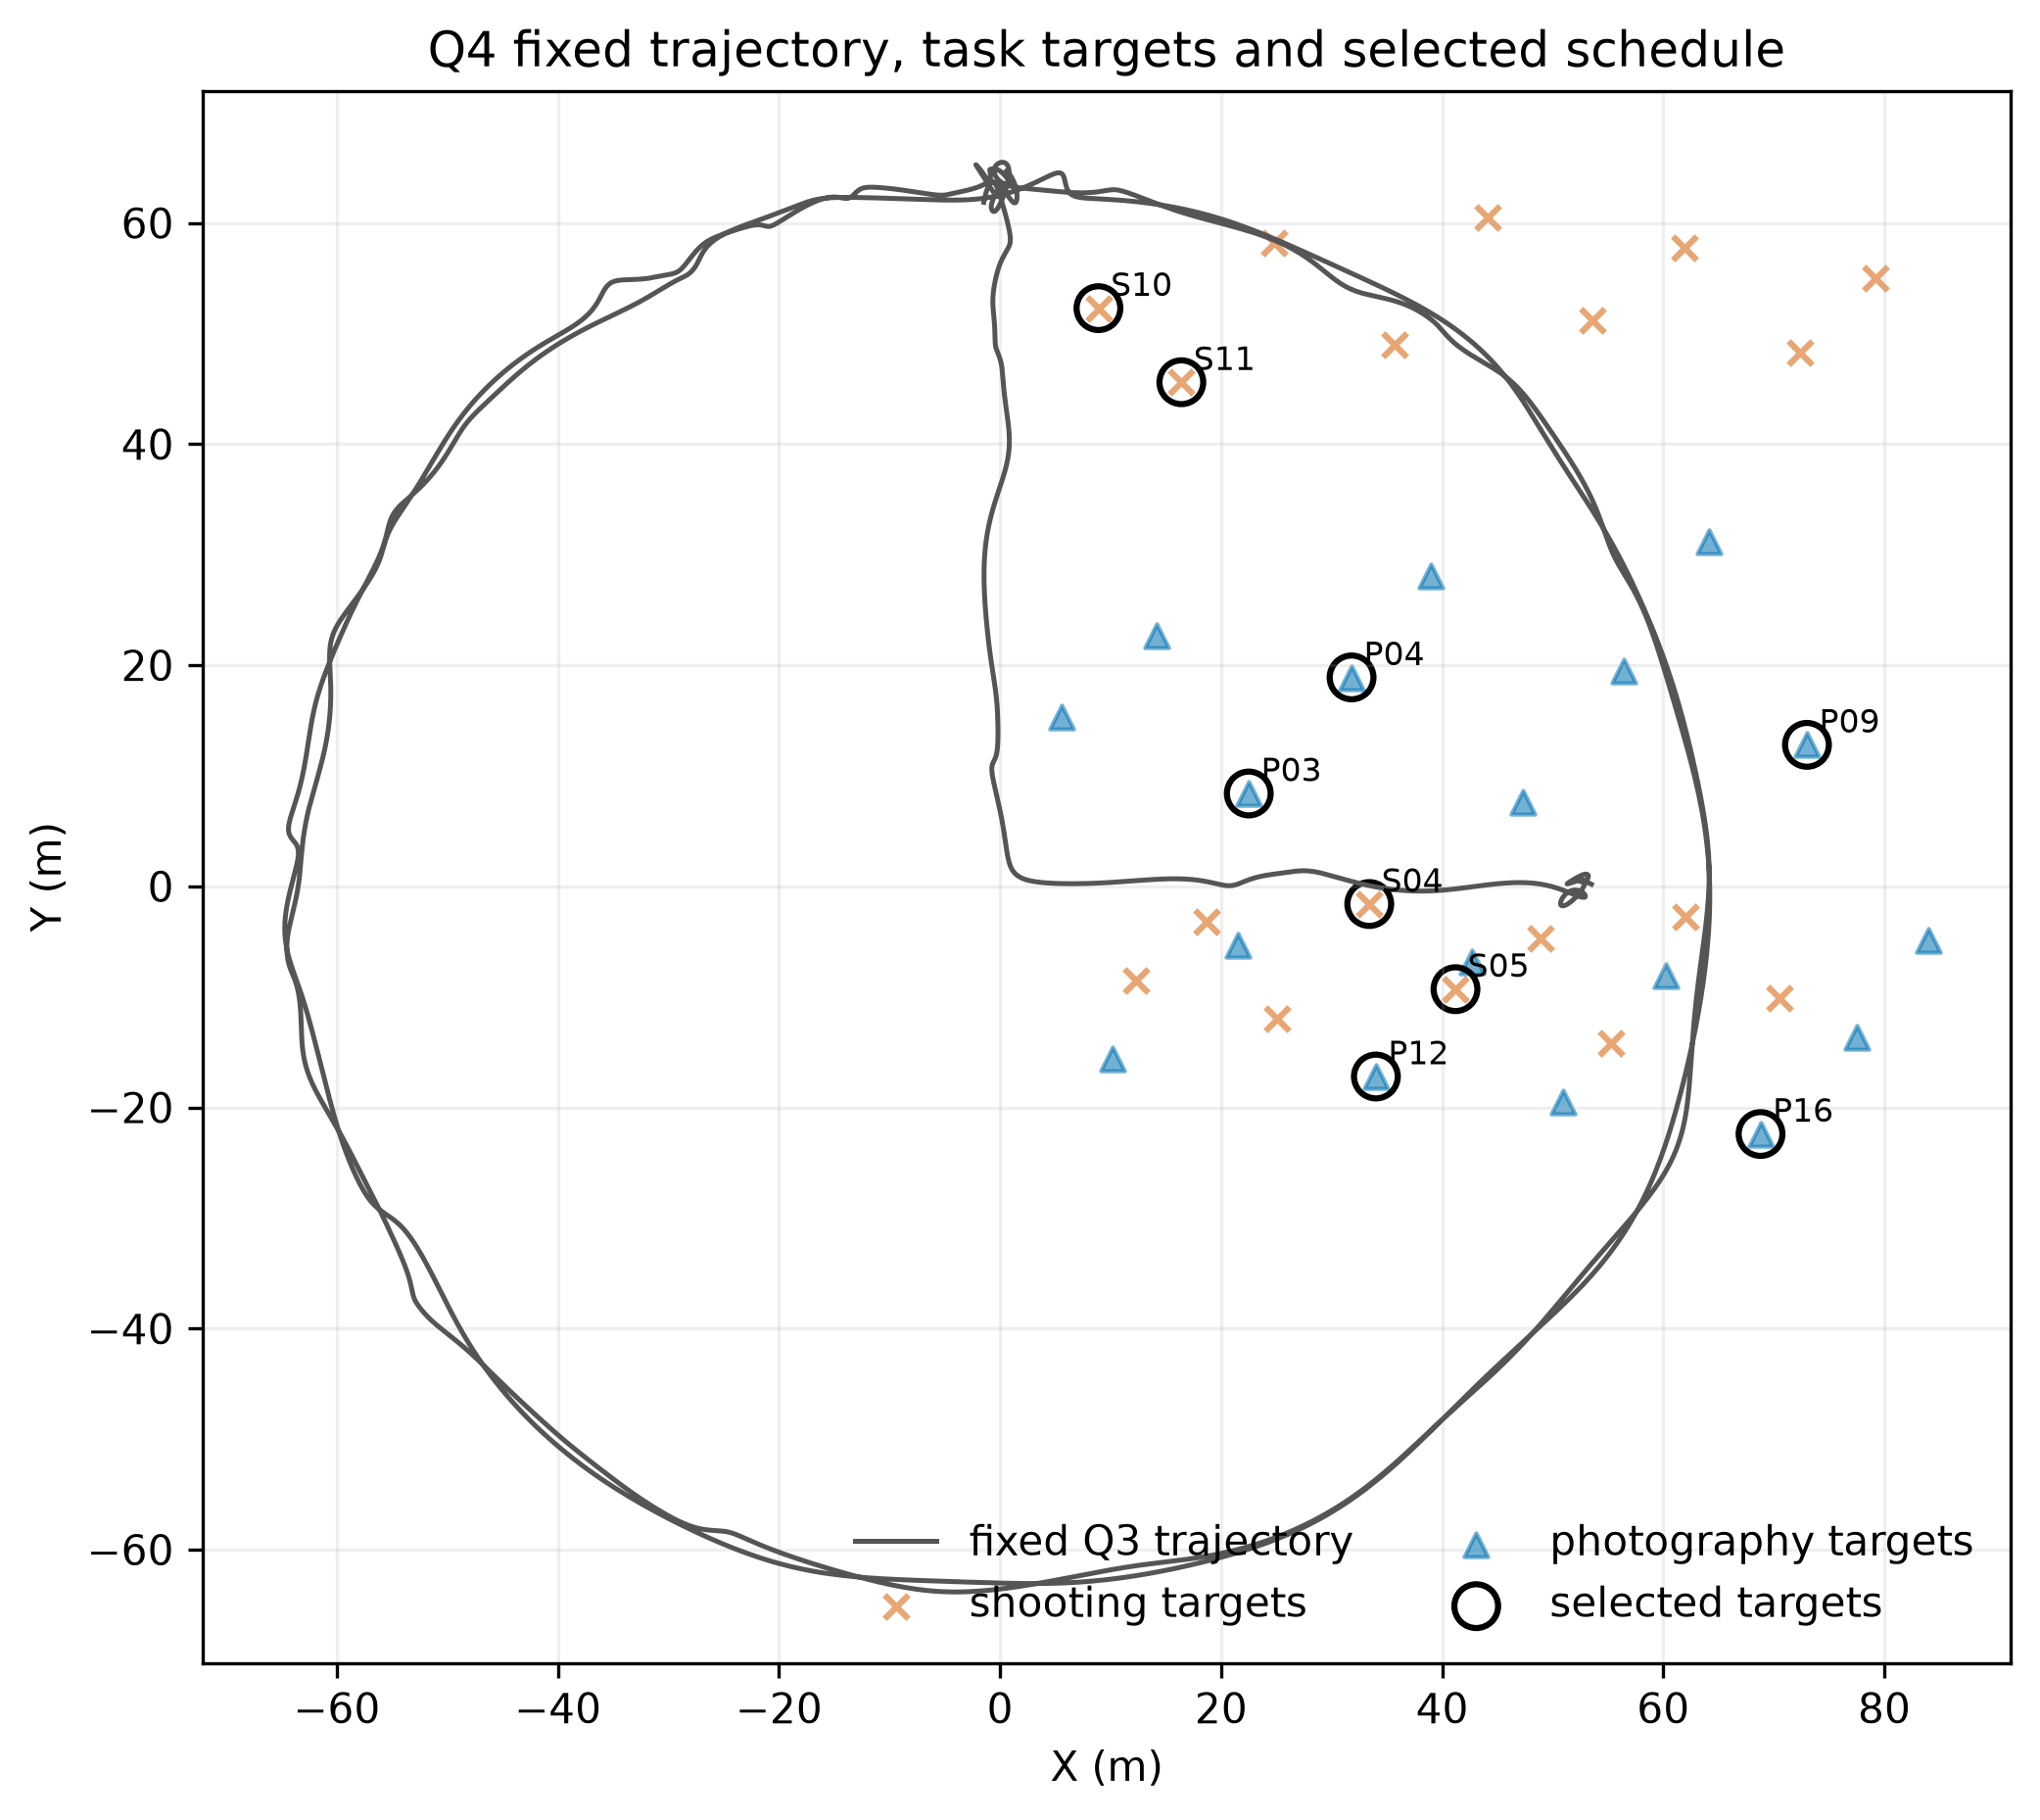 Q4 fixed trajectory, task targets and selected schedule
60
40
20
0
−20
−40
−60
Y (m)
S10
S11
P04
P09
P03
S04
S05
P12
P16
fixed Q3 trajectory
shooting targets
photography targets
selected targets
−60
−40
−20
0
20
40
60
80
X (m)